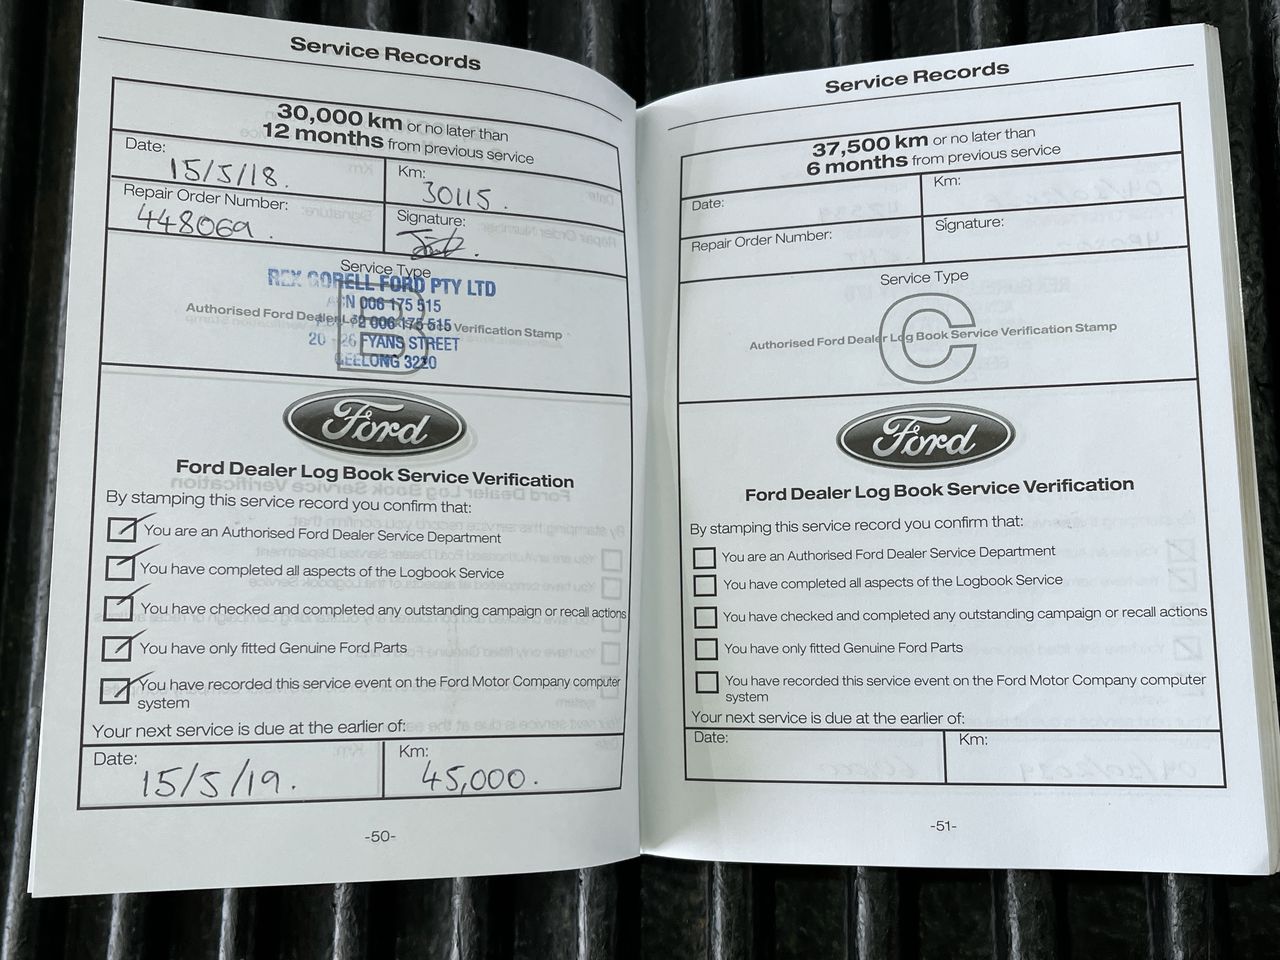 Service Records
30,000 km or no later than
12 months from previous service
Date:
15/5/18.
Km:
30115.
Repair Order Number:
448069.
Signature:
Service Type
REX GORELL FORD PTY LTD
ACN 006 175 515
B
Authorised Ford Dealer Log Book Service Verification Stamp
72 006 175 515
20 - 26 FYANS STREET
GEELONG 3220
Ford
Ford Dealer Log Book Service Verification
By stamping this service record you confirm that:
You are an Authorised Ford Dealer Service Department
You have completed all aspects of the Logbook Service
You have checked and completed any outstanding campaign or recall actions
You have only fitted Genuine Ford Parts
You have recorded this service event on the Ford Motor Company computer
system
Your next service is due at the earlier of:
Date:
15/5/19.
Km:
45,000.
-50-
Service Records
37,500 km or no later than
6 months from previous service
Date:
Km:
Repair Order Number:
Signature:
Service Type
C
Authorised Ford Dealer Log Book Service Verification Stamp
Ford
Ford Dealer Log Book Service Verification
By stamping this service record you confirm that:
You are an Authorised Ford Dealer Service Department
You have completed all aspects of the Logbook Service
You have checked and completed any outstanding campaign or recall actions
You have only fitted Genuine Ford Parts
You have recorded this service event on the Ford Motor Company computer
system
Your next service is due at the earlier of:
Date:
Km:
-51-